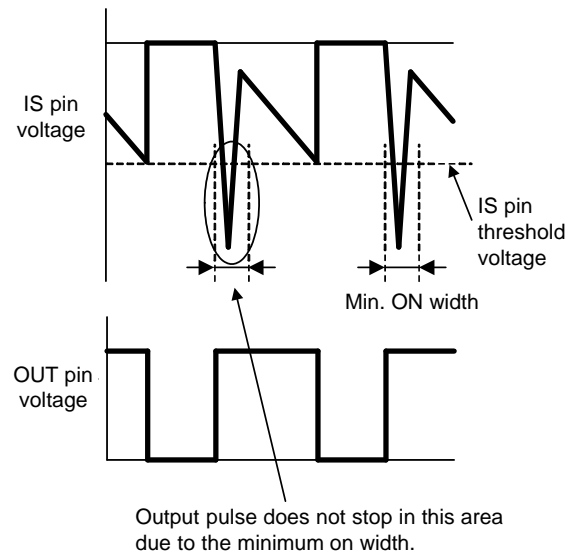 IS pin
voltage
IS pin
threshold
voltage
Min. ON width
OUT pin
voltage
Output pulse does not stop in this area
due to the minimum on width.